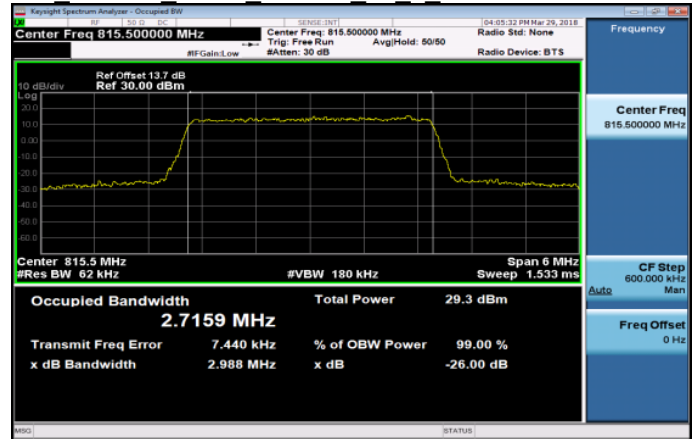 Keysight Spectrum Analyzer - Occupied BW
RF 50 Ω DC SENSE:INT 04:05:32 PM Mar 29, 2018
Center Freq 815.500000 MHz
Center Freq: 815.500000 MHz
Radio Std: None
Trig: Free Run Avg|Hold: 50/50
#IFGain:Low #Atten: 30 dB Radio Device: BTS
Frequency
Ref Offset 13.7 dB
10 dB/div Ref 30.00 dBm
Log
20.0
10.0
0.00
-10.0
-20.0
-30.0
-40.0
-50.0
-60.0
Center 815.5 MHz Span 6 MHz
#Res BW 62 kHz #VBW 180 kHz Sweep 1.533 ms
Occupied Bandwidth Total Power 29.3 dBm
2.7159 MHz
Transmit Freq Error 7.440 kHz % of OBW Power 99.00 %
x dB Bandwidth 2.988 MHz x dB -26.00 dB
Center Freq
815.500000 MHz
CF Step
600.000 kHz
Auto Man
Freq Offset
0 Hz
MSG STATUS